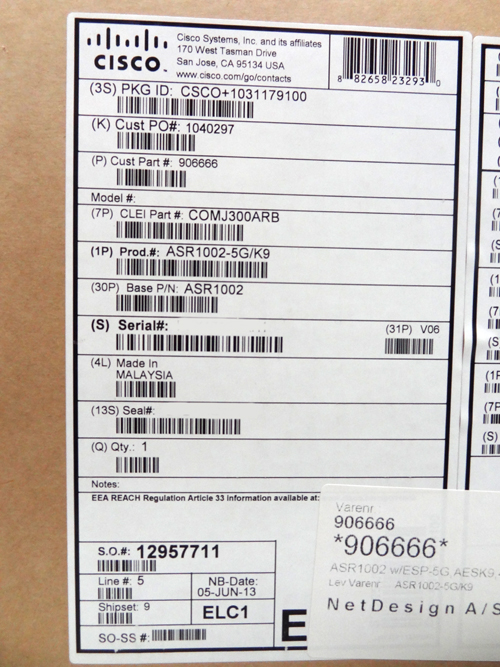 CISCO
Cisco Systems, Inc. and its affiliates
170 West Tasman Drive
San Jose, CA 95134 USA
www.cisco.com/go/contacts
8 82658 23293 0
(3S) PKG ID: CSCO+1031179100
(K) Cust PO#: 1040297
(P) Cust Part #: 906666
Model #:
(7P) CLEI Part #: COMJ300ARB
(1P) Prod.#: ASR1002-5G/K9
(30P) Base P/N: ASR1002
(S) Serial#:
(31P) V06
(4L) Made In
MALAYSIA
(13S) Seal#:
(Q) Qty.: 1
Notes:
EEA REACH Regulation Article 33 information available at:
S.O.#: 12957711
Line #: 5
NB-Date:
05-JUN-13
Shipset: 9
ELC1
SO-SS #:
E
Varenr
906666
*906666*
ASR1002 w/ESP-5G AESK9
Lev Varenr ASR1002-5G/K9
NetDesign A/S